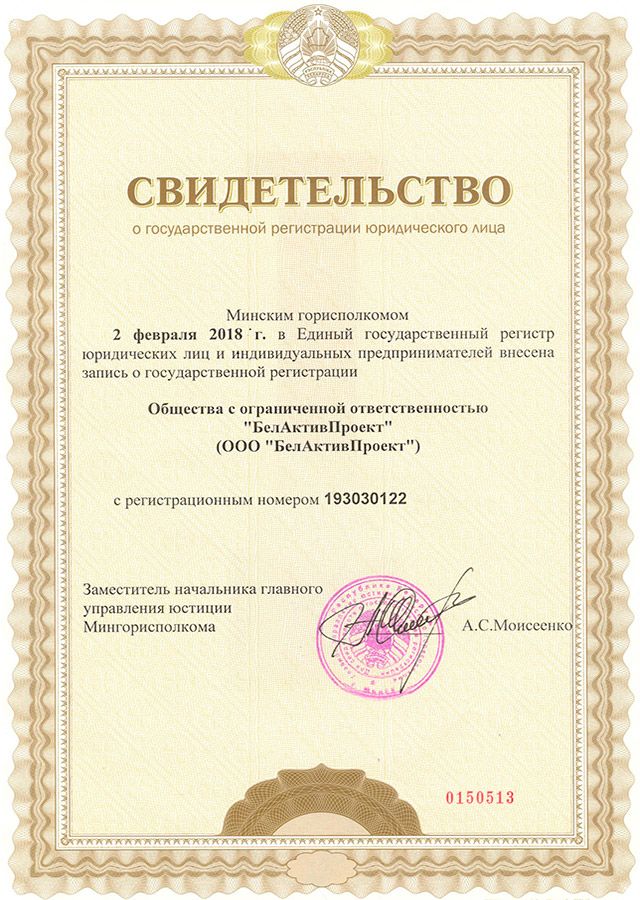 СВИДЕТЕЛЬСТВО
о государственной регистрации юридического лица
Минским горисполкомом
2 февраля 2018 г. в Единый государственный регистр
юридических лиц и индивидуальных предпринимателей внесена
запись о государственной регистрации
Общества с ограниченной ответственностью
"БелАктивПроект"
(ООО "БелАктивПроект")
с регистрационным номером 193030122
Заместитель начальника главного
управления юстиции
Мингорисполкома
А.С.Моисеенко
0150513